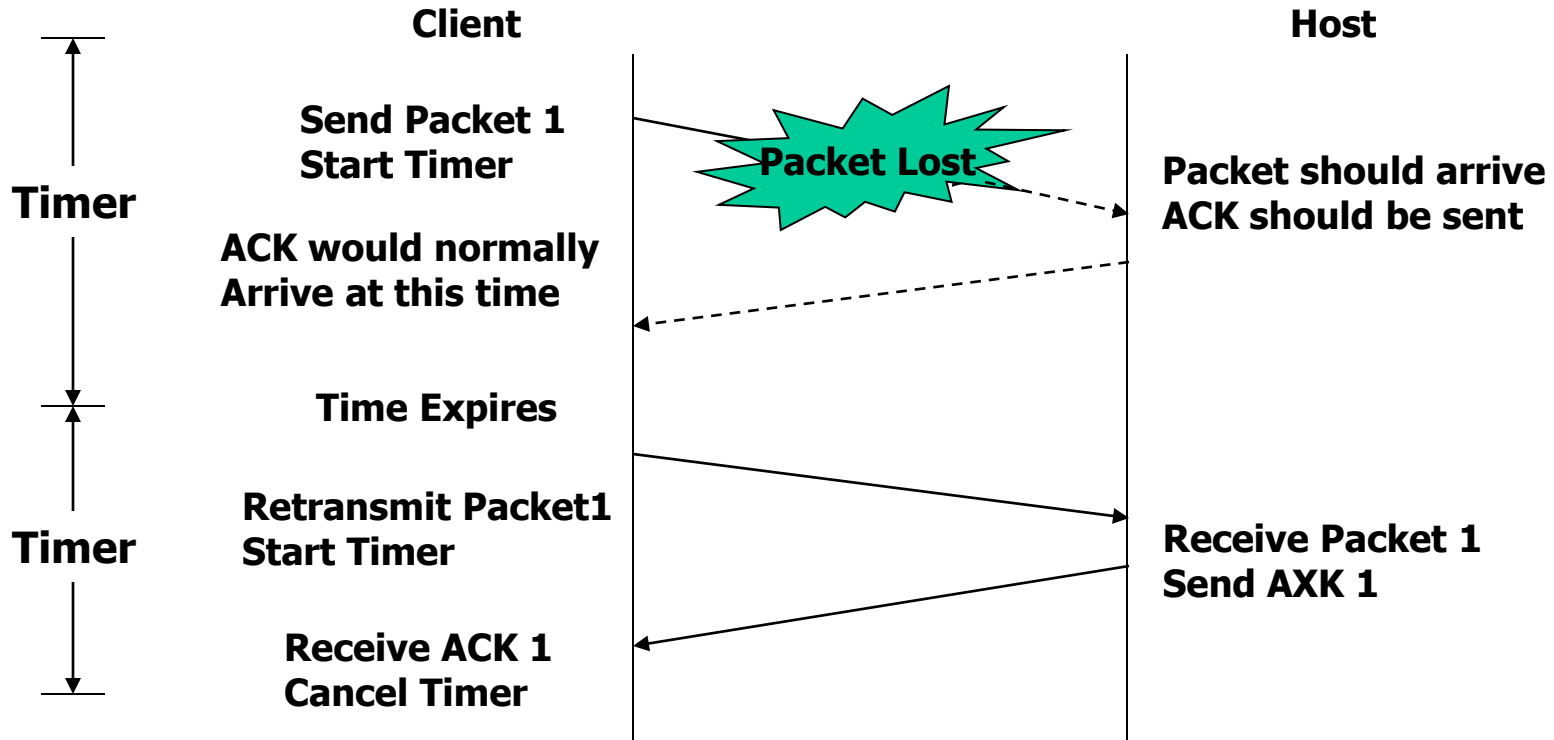 Client
Host
Send Packet 1
Start Timer
Packet Lost
Packet should arrive
ACK should be sent
Timer
ACK would normally
Arrive at this time
Time Expires
Retransmit Packet1
Start Timer
Timer
Receive Packet 1
Send AXK 1
Receive ACK 1
Cancel Timer